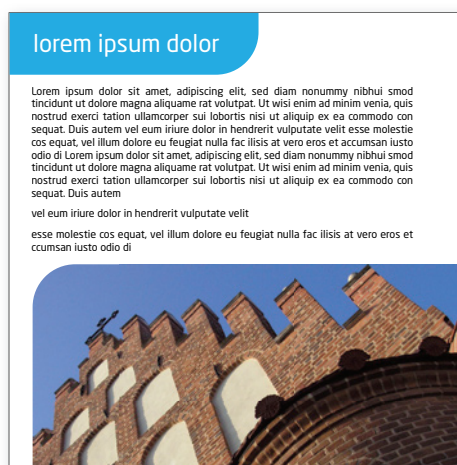 lorem ipsum dolor
Lorem ipsum dolor sit amet, adipiscing elit, sed diam nonummy nibhui smod
tincidunt ut dolore magna aliquame rat volutpat. Ut wisi enim ad minim venia, quis
nostrud exerci tation ullamcorper sui lobortis nisi ut aliquip ex ea commodo con
sequat. Duis autem vel eum iriure dolor in hendrerit vulputate velit esse molestie
cos equat, vel illum dolore eu feugiat nulla fac ilisis at vero eros et accumsan iusto
odio di Lorem ipsum dolor sit amet, adipiscing elit, sed diam nonummy nibhui smod
tincidunt ut dolore magna aliquame rat volutpat. Ut wisi enim ad minim venia, quis
nostrud exerci tation ullamcorper sui lobortis nisi ut aliquip ex ea commodo con
sequat. Duis autem
vel eum iriure dolor in hendrerit vulputate velit
esse molestie cos equat, vel illum dolore eu feugiat nulla fac ilisis at vero eros et
ccumsan iusto odio di